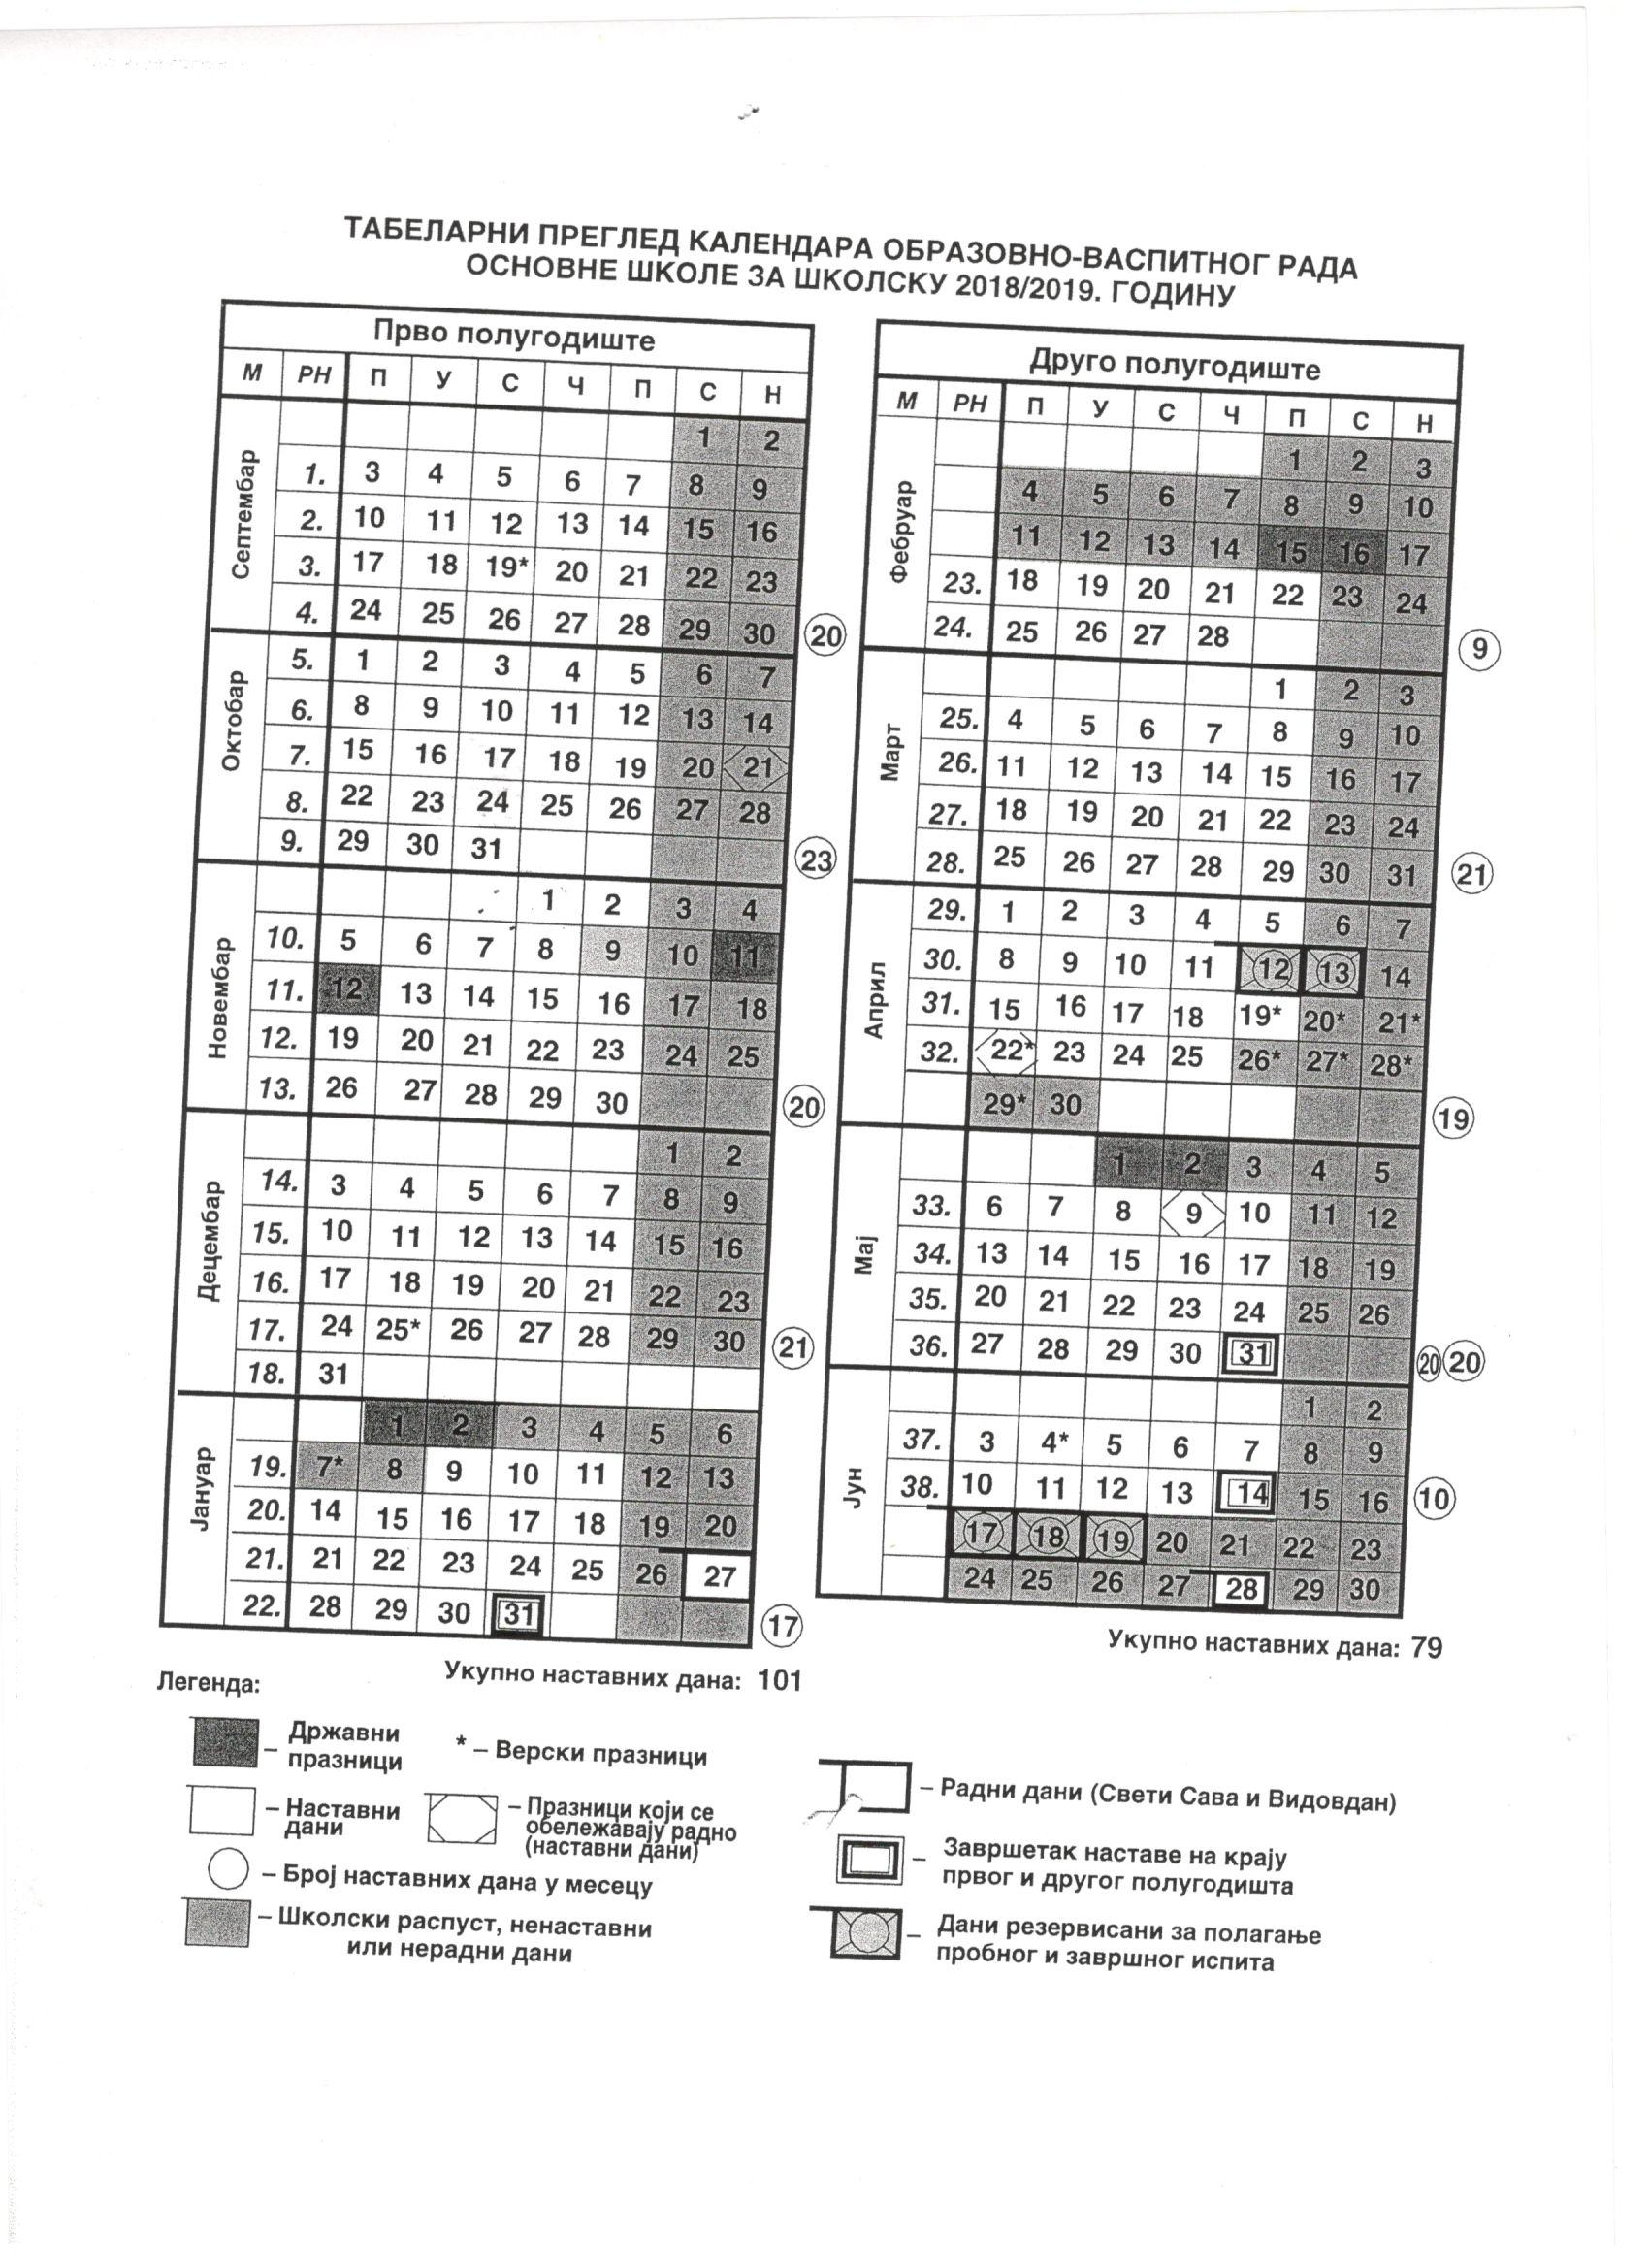 ТАБЕЛАРНИ ПРЕГЛЕД КАЛЕНДАРА ОБРАЗОВНО-ВАСПИТНОГ РАДА
ОСНОВНЕ ШКОЛЕ ЗА ШКОЛСКУ 2018/2019. ГОДИНУ
Прво полугодиште
М РН П У С Ч П С Н
Септембар
1 2
1. 3 4 5 6 7 8 9
2. 10 11 12 13 14 15 16
3. 17 18 19* 20 21 22 23
4. 24 25 26 27 28 29 30 20
Октобар
5. 1 2 3 4 5 6 7
6. 8 9 10 11 12 13 14
7. 15 16 17 18 19 20 21
8. 22 23 24 25 26 27 28
9. 29 30 31 23
Новембар
1 2 3 4
10. 5 6 7 8 9 10 11
11. 12 13 14 15 16 17 18
12. 19 20 21 22 23 24 25
13. 26 27 28 29 30 20
Децембар
1 2
14. 3 4 5 6 7 8 9
15. 10 11 12 13 14 15 16
16. 17 18 19 20 21 22 23
17. 24 25* 26 27 28 29 30 21
18. 31
Јануар
1 2 3 4 5 6
19. 7* 8 9 10 11 12 13
20. 14 15 16 17 18 19 20
21. 21 22 23 24 25 26 27
22. 28 29 30 31 17
Укупно наставних дана: 101
Друго полугодиште
М РН П У С Ч П С Н
Фебруар
1 2 3
4 5 6 7 8 9 10
11 12 13 14 15 16 17
23. 18 19 20 21 22 23 24
24. 25 26 27 28 9
Март
1 2 3
25. 4 5 6 7 8 9 10
26. 11 12 13 14 15 16 17
27. 18 19 20 21 22 23 24
28. 25 26 27 28 29 30 31 21
Април
29. 1 2 3 4 5 6 7
30. 8 9 10 11 12 13 14
31. 15 16 17 18 19* 20* 21*
32. 22* 23 24 25 26* 27* 28*
29* 30 19
Мај
1 2 3 4 5
33. 6 7 8 9 10 11 12
34. 13 14 15 16 17 18 19
35. 20 21 22 23 24 25 26
36. 27 28 29 30 31 20 20
Јун
1 2
37. 3 4* 5 6 7 8 9
38. 10 11 12 13 14 15 16 10
17 18 19 20 21 22 23
24 25 26 27 28 29 30
Укупно наставних дана: 79
Легенда:
– Државни
празници
* – Верски празници
– Наставни
дани
– Празници који се
обележавају радно
(наставни дани)
– Број наставних дана у месецу
– Школски распуст, ненаставни
или нерадни дани
– Радни дани (Свети Сава и Видовдан)
– Завршетак наставе на крају
првог и другог полугодишта
– Дани резервисани за полагање
пробног и завршног испита